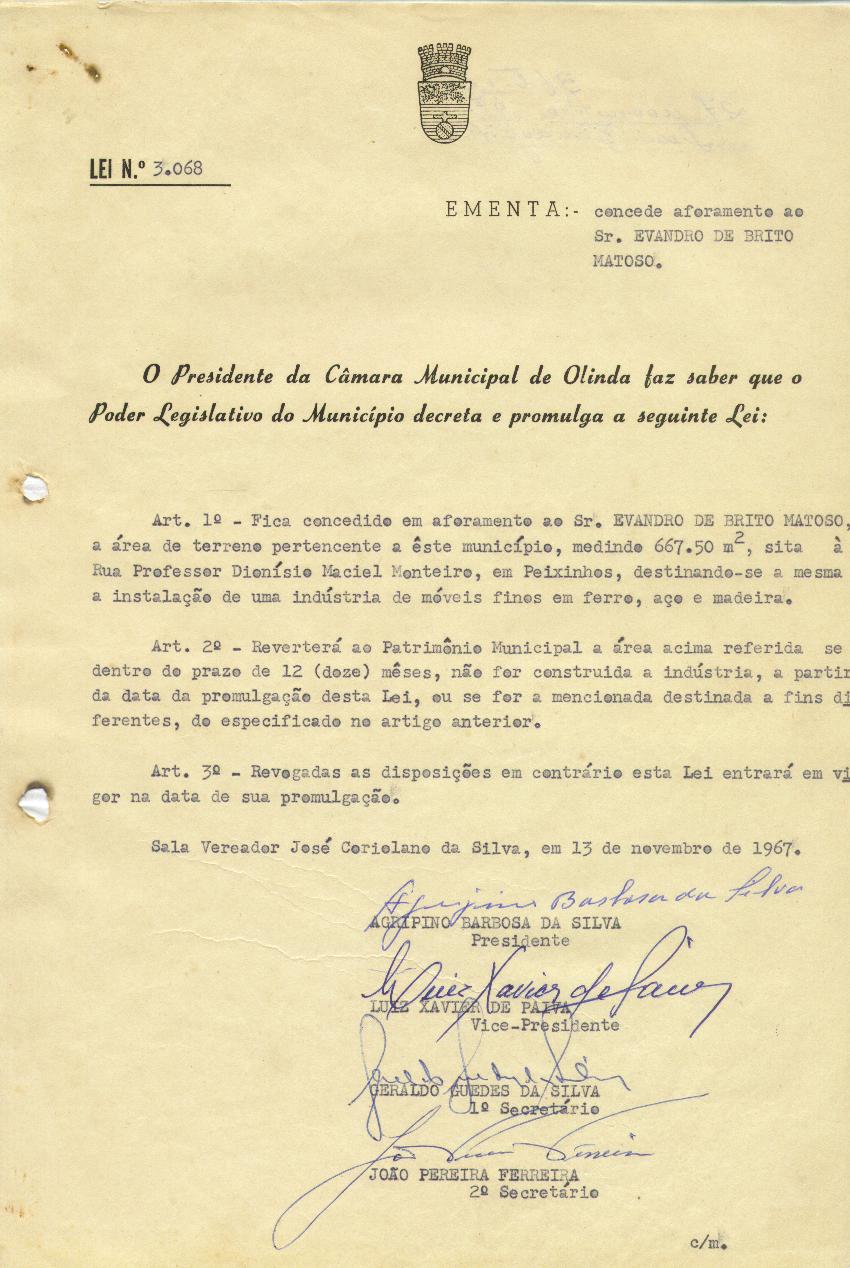 LEI N.º 3.068
EMENTA:- concede aforamento ao
Sr. EVANDRO DE BRITO
MATOSO.
O Presidente da Câmara Municipal de Olinda faz saber que o
Poder Legislativo do Município decreta e promulga a seguinte Lei:
Art. 1º - Fica concedido em aforamento ao Sr. EVANDRO DE BRITO MATOSO,
a área de terreno pertencente a êste município, medindo 667.50 m², sita à
Rua Professor Dionísio Maciel Monteiro, em Peixinhos, destinando-se a mesma
a instalação de uma indústria de móveis finos em ferro, aço e madeira.
Art. 2º - Reverterá ao Patrimônio Municipal a área acima referida se
dentro do prazo de 12 (doze) mêses, não for construida a indústria, a partir
da data da promulgação desta Lei, ou se for a mencionada destinada a fins di
ferentes, do especificado no artigo anterior.
Art. 3º - Revogadas as disposições em contrário esta Lei entrará em vi
gor na data de sua promulgação.
Sala Vereador José Coriolano da Silva, em 13 de novembro de 1967.
Agripino Barbosa da Silva
AGRIPINO BARBOSA DA SILVA
Presidente
Luiz Xavier de Paiva
LUIZ XAVIER DE PAIVA
Vice-Presidente
GERALDO GUEDES DA SILVA
1º Secretário
JOÃO PEREIRA FERREIRA
2º Secretário
c/m.